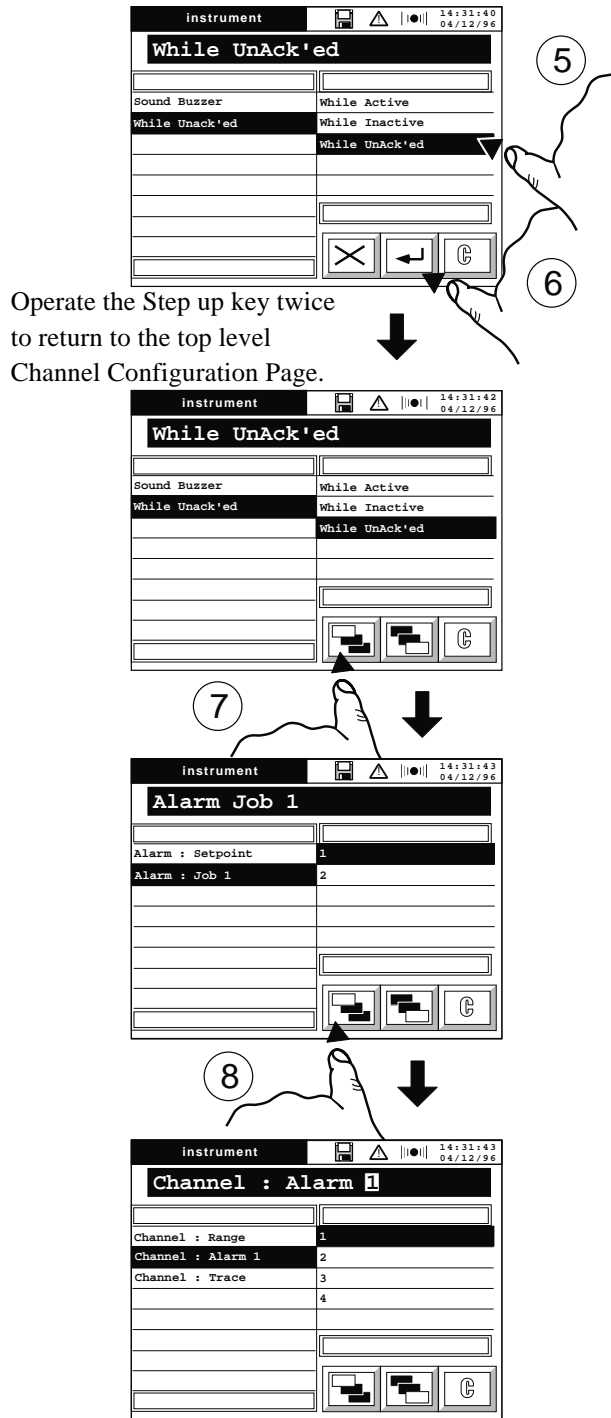 instrument 14:31:40
04/12/96
While UnAck'ed
5
Sound Buzzer While Active
While Unack'ed While Inactive
While UnAck'ed
C
6
Operate the Step up key twice
to return to the top level
Channel Configuration Page.
instrument 14:31:42
04/12/96
While UnAck'ed
Sound Buzzer While Active
While Unack'ed While Inactive
While UnAck'ed
C
7
instrument 14:31:43
04/12/96
Alarm Job 1
Alarm : Setpoint 1
Alarm : Job 1 2
C
8
instrument 14:31:43
04/12/96
Channel : Alarm 1
Channel : Range 1
Channel : Alarm 1 2
Channel : Trace 3
4
C